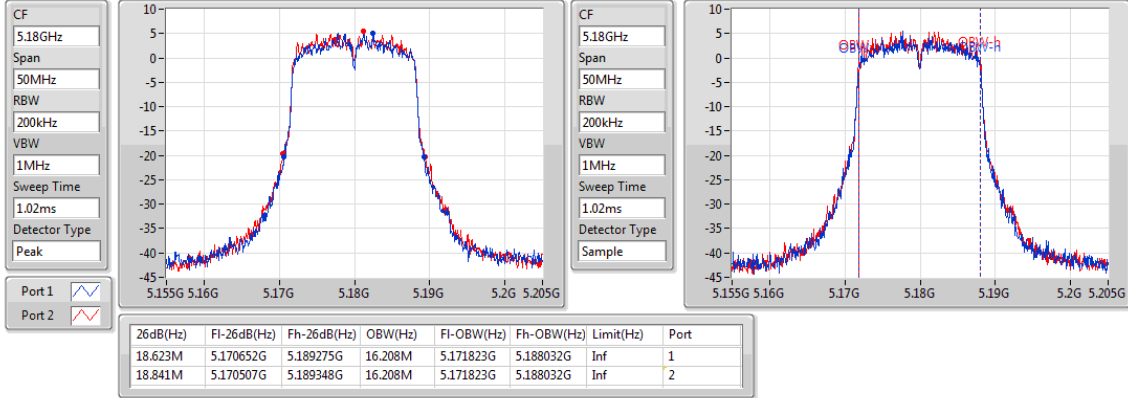 CF
5.18GHz
Span
50MHz
RBW
200kHz
VBW
1MHz
Sweep Time
1.02ms
Detector Type
Peak
Port 1
Port 2
10
5
0
-5
-10
-15
-20
-25
-30
-35
-40
-45
5.155G 5.16G 5.17G 5.18G 5.19G 5.2G 5.205G
CF
5.18GHz
Span
50MHz
RBW
200kHz
VBW
1MHz
Sweep Time
1.02ms
Detector Type
Sample
10
5
0
-5
-10
-15
-20
-25
-30
-35
-40
-45
5.155G 5.16G 5.17G 5.18G 5.19G 5.2G 5.205G
26dB(Hz) Fl-26dB(Hz) Fh-26dB(Hz) OBW(Hz) Fl-OBW(Hz) Fh-OBW(Hz) Limit(Hz) Port
18.623M 5.170652G 5.189275G 16.208M 5.171823G 5.188032G Inf 1
18.841M 5.170507G 5.189348G 16.208M 5.171823G 5.188032G Inf 2